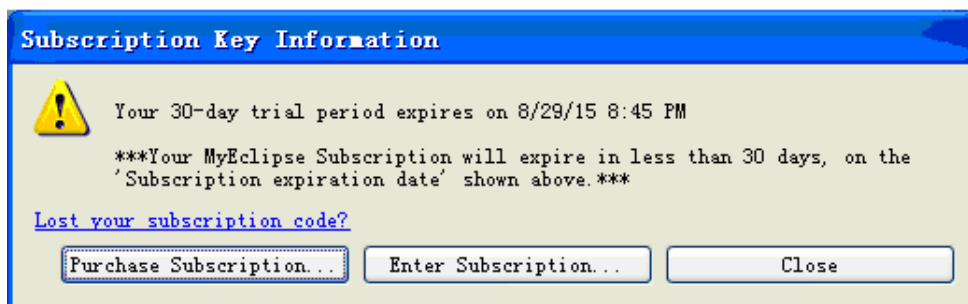 Subscription Key Information
Your 30-day trial period expires on 8/29/15 8:45 PM
***Your MyEclipse Subscription will expire in less than 30 days, on the
'Subscription expiration date' shown above.***
Lost your subscription code?
Purchase Subscription... Enter Subscription... Close